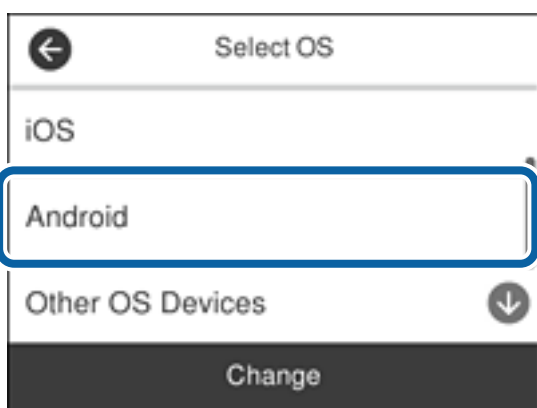 Select OS
iOS
Android
Other OS Devices
Change